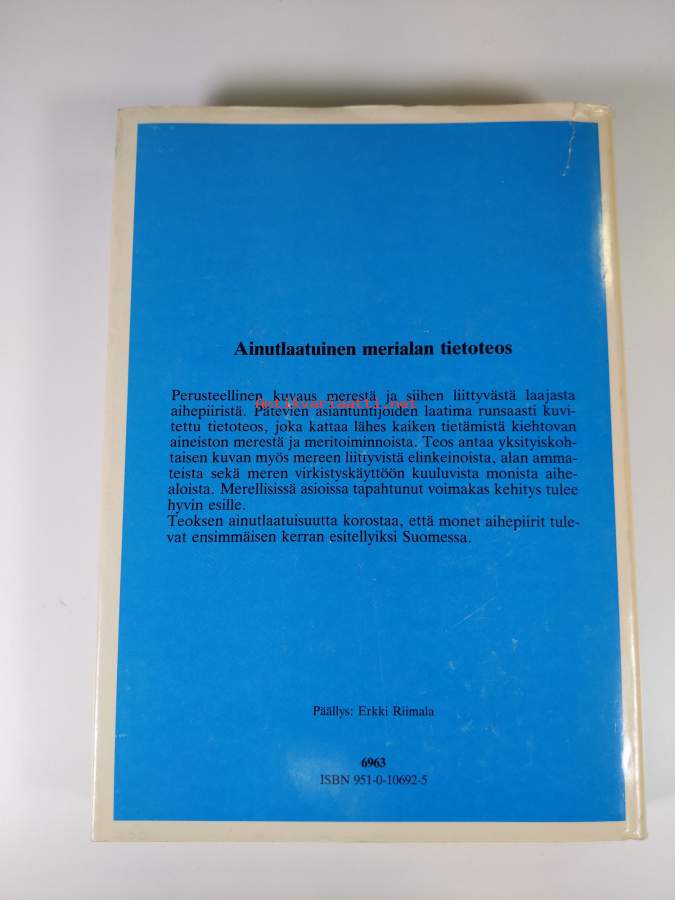 Ainutlaatuinen merialan tietoteos
Perusteellinen kuvaus merestä ja siihen liittyvästä laajasta
Antikvariaatti.net
aihepiiristä. Pätevien asiantuntijoiden laatima runsaasti kuvi-
tettu tietoteos, joka kattaa lähes kaiken tietämistä kiehtovan
aineiston merestä ja meritoiminnoista. Teos antaa yksityiskoh-
taisen kuvan myös mereen liittyvistä elinkeinoista, alan amma-
teista sekä meren virkistyskäyttöön kuuluvista monista aihe-
aloista. Merellisissä asioissa tapahtunut voimakas kehitys tulee
hyvin esille.
Teoksen ainutlaatuisuutta korostaa, että monet aihepiirit tule-
vat ensimmäisen kerran esitellyiksi Suomessa.
Päällys: Erkki Riimala
6963
ISBN 951-0-10692-5